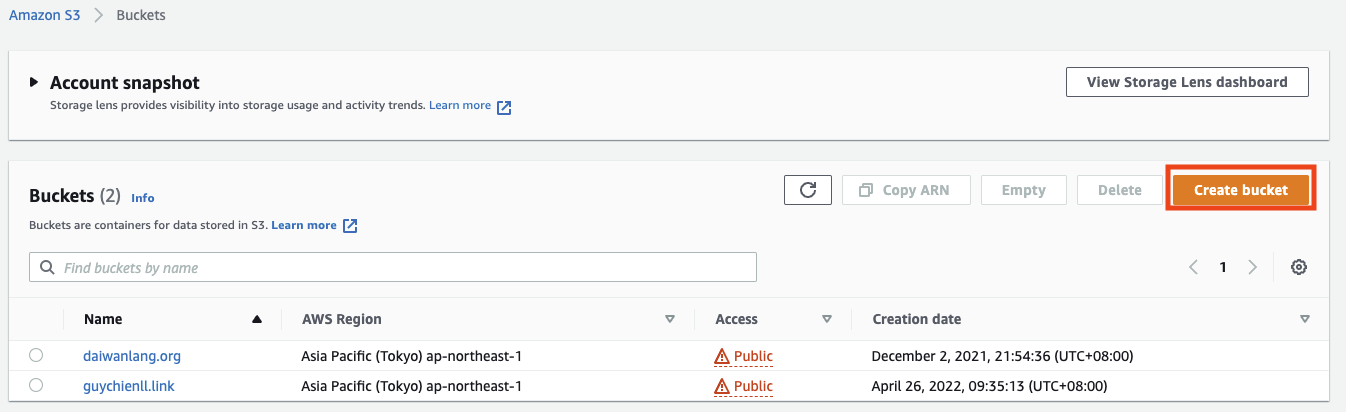 Amazon S3 > Buckets
Account snapshot
View Storage Lens dashboard
Storage lens provides visibility into storage usage and activity trends. Learn more
Buckets (2) Info
Copy ARN Empty Delete Create bucket
Buckets are containers for data stored in S3. Learn more
Find buckets by name
1
Name AWS Region Access Creation date
daiwanlang.org Asia Pacific (Tokyo) ap-northeast-1 Public December 2, 2021, 21:54:36 (UTC+08:00)
guychienll.link Asia Pacific (Tokyo) ap-northeast-1 Public April 26, 2022, 09:35:13 (UTC+08:00)